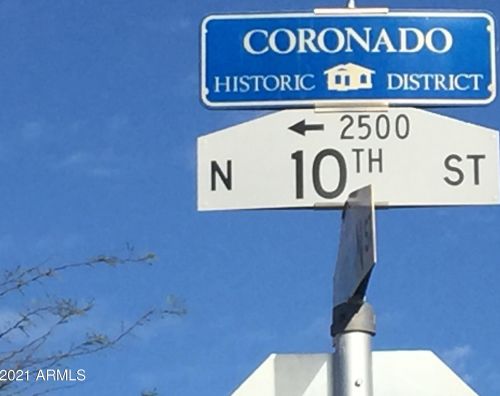 CORONADO
HISTORIC DISTRICT
← 2500
N 10TH ST
2021 ARMLS